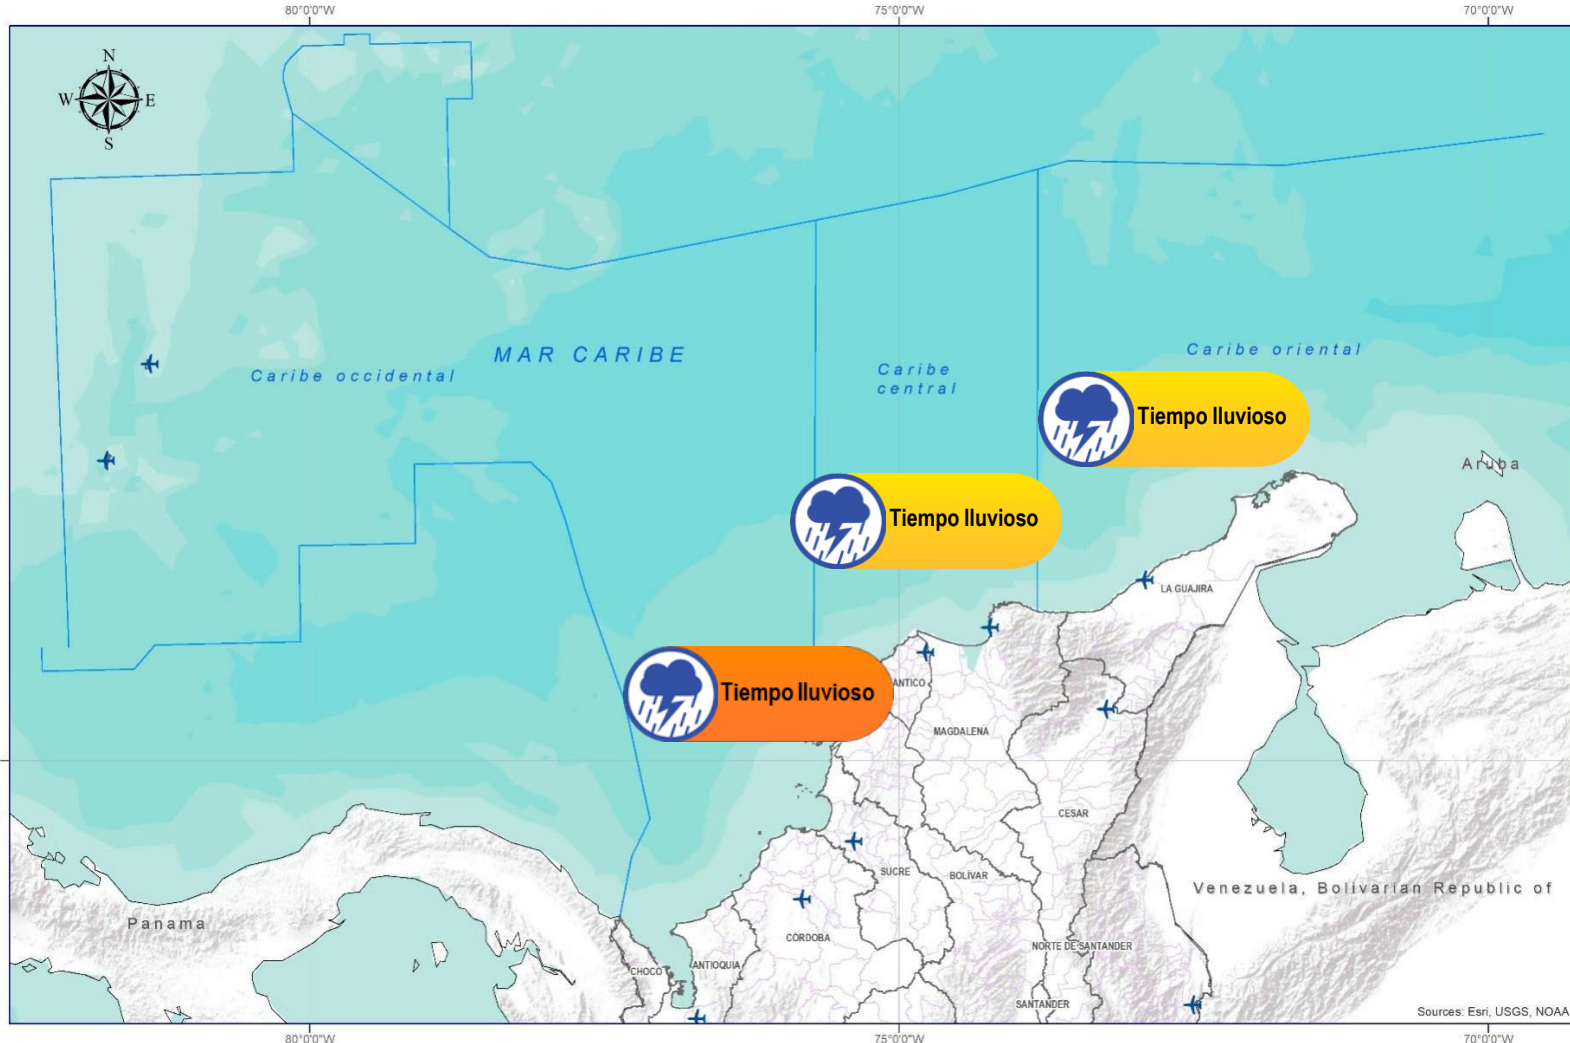 80°0'0"W
75°0'0"W
70°0'0"W
N
W
E
S
MAR CARIBE
Caribe occidental
Caribe
central
Caribe oriental
Tiempo lluvioso
Aruba
Tiempo lluvioso
LA GUAJIRA
Tiempo lluvioso
ANTICO
MAGDALENA
CESAR
SUCRE
BOLÍVAR
Venezuela, Bolivarian Republic of
Panama
CÓRDOBA
NORTE DE SANTANDER
CHOCO
ANTIOQUIA
SANTANDER
Sources: Esri, USGS, NOAA
80°0'0"W
75°0'0"W
70°0'0"W